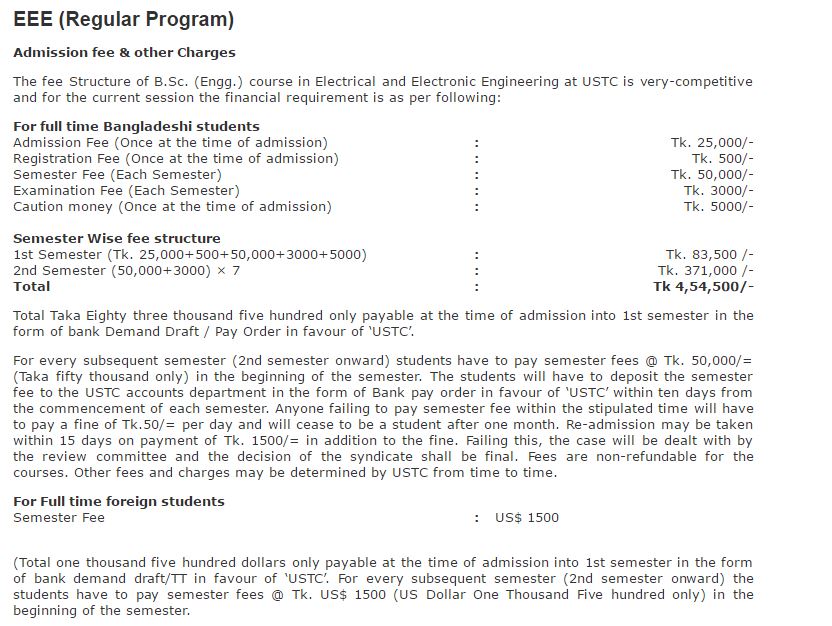 EEE (Regular Program)
Admission fee & other Charges
The fee Structure of B.Sc. (Engg.) course in Electrical and Electronic Engineering at USTC is very-competitive
and for the current session the financial requirement is as per following:
For full time Bangladeshi students
Admission Fee (Once at the time of admission) : Tk. 25,000/-
Registration Fee (Once at the time of admission) : Tk. 500/-
Semester Fee (Each Semester) : Tk. 50,000/-
Examination Fee (Each Semester) : Tk. 3000/-
Caution money (Once at the time of admission) : Tk. 5000/-
Semester Wise fee structure
1st Semester (Tk. 25,000+500+50,000+3000+5000) : Tk. 83,500 /-
2nd Semester (50,000+3000) × 7 : Tk. 371,000 /-
Total : Tk 4,54,500/-
Total Taka Eighty three thousand five hundred only payable at the time of admission into 1st semester in the
form of bank Demand Draft / Pay Order in favour of ‘USTC’.
For every subsequent semester (2nd semester onward) students have to pay semester fees @ Tk. 50,000/=
(Taka fifty thousand only) in the beginning of the semester. The students will have to deposit the semester
fee to the USTC accounts department in the form of Bank pay order in favour of ‘USTC’ within ten days from
the commencement of each semester. Anyone failing to pay semester fee within the stipulated time will have
to pay a fine of Tk.50/= per day and will cease to be a student after one month. Re-admission may be taken
within 15 days on payment of Tk. 1500/= in addition to the fine. Failing this, the case will be dealt with by
the review committee and the decision of the syndicate shall be final. Fees are non-refundable for the
courses. Other fees and charges may be determined by USTC from time to time.
For Full time foreign students
Semester Fee : US$ 1500
(Total one thousand five hundred dollars only payable at the time of admission into 1st semester in the form
of bank demand draft/TT in favour of ‘USTC’. For every subsequent semester (2nd semester onward) the
students have to pay semester fees @ Tk. US$ 1500 (US Dollar One Thousand Five hundred only) in the
beginning of the semester.